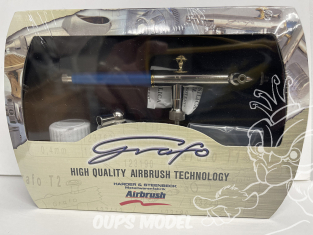 Grafo
HIGH QUALITY AIRBRUSH TECHNOLOGY
HARDER & STEENBECK
Airbrush
OUPS MODEL